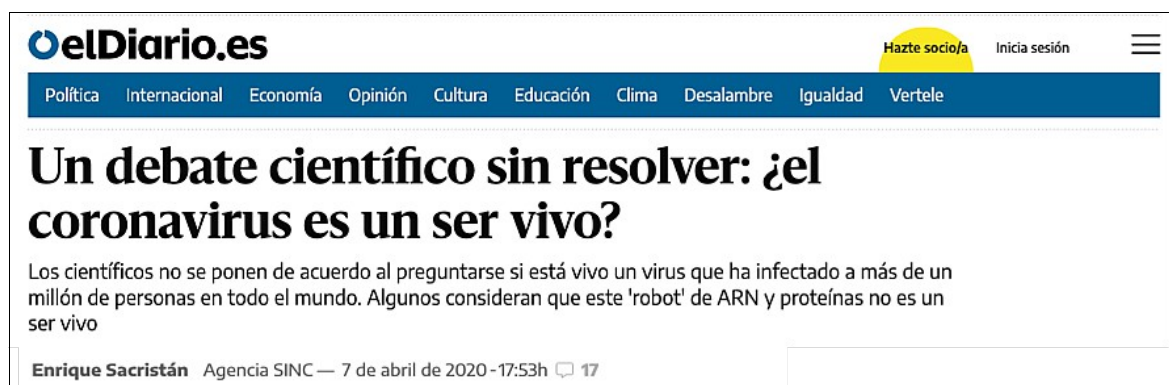 elDiario.es
Hazte socio/a Inicia sesión
Política Internacional Economía Opinión Cultura Educación Clima Desalambre Igualdad Vertele
Un debate científico sin resolver: ¿el
coronavirus es un ser vivo?
Los científicos no se ponen de acuerdo al preguntarse si está vivo un virus que ha infectado a más de un
millón de personas en todo el mundo. Algunos consideran que este 'robot' de ARN y proteínas no es un
ser vivo
Enrique Sacristán Agencia SINC — 7 de abril de 2020 - 17:53h 17